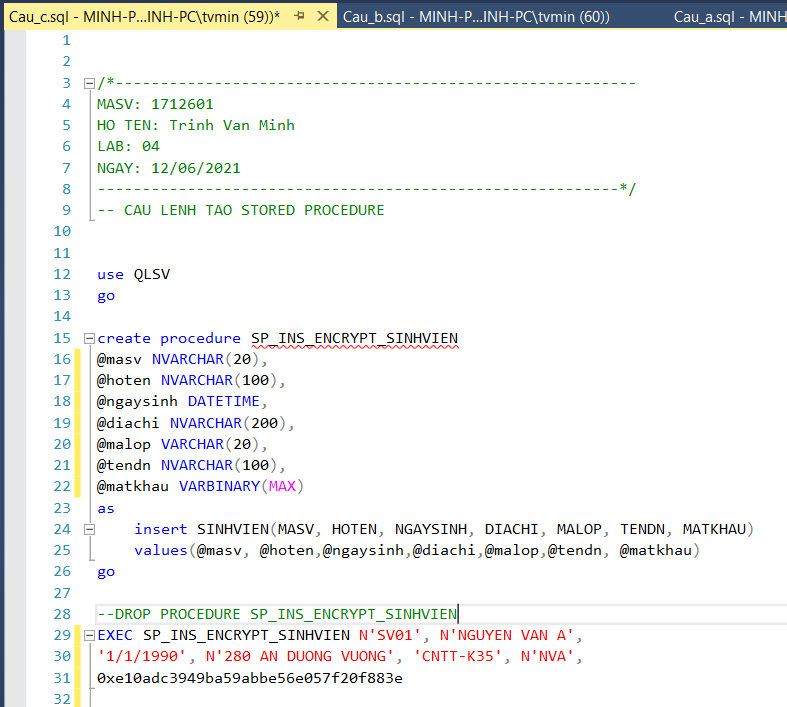 Cau_c.sql - MINH-P...INH-PC\tvmin (59))* Cau_b.sql - MINH-P...INH-PC\tvmin (60)) Cau_a.sql - MINH
1
2
3 /*----------------------------------------------------------
4 MASV: 1712601
5 HO TEN: Trinh Van Minh
6 LAB: 04
7 NGAY: 12/06/2021
8 ----------------------------------------------------------*/
9 -- CAU LENH TAO STORED PROCEDURE
10
11
12 use QLSV
13 go
14
15 create procedure SP_INS_ENCRYPT_SINHVIEN
16 @masv NVARCHAR(20),
17 @hoten NVARCHAR(100),
18 @ngaysinh DATETIME,
19 @diachi NVARCHAR(200),
20 @malop VARCHAR(20),
21 @tendn NVARCHAR(100),
22 @matkhau VARBINARY(MAX)
23 as
24 insert SINHVIEN(MASV, HOTEN, NGAYSINH, DIACHI, MALOP, TENDN, MATKHAU)
25 values(@masv, @hoten,@ngaysinh,@diachi,@malop,@tendn, @matkhau)
26 go
27
28 --DROP PROCEDURE SP_INS_ENCRYPT_SINHVIEN
29 EXEC SP_INS_ENCRYPT_SINHVIEN N'SV01', N'NGUYEN VAN A',
30 '1/1/1990', N'280 AN DUONG VUONG', 'CNTT-K35', N'NVA',
31 0xe10adc3949ba59abbe56e057f20f883e
32